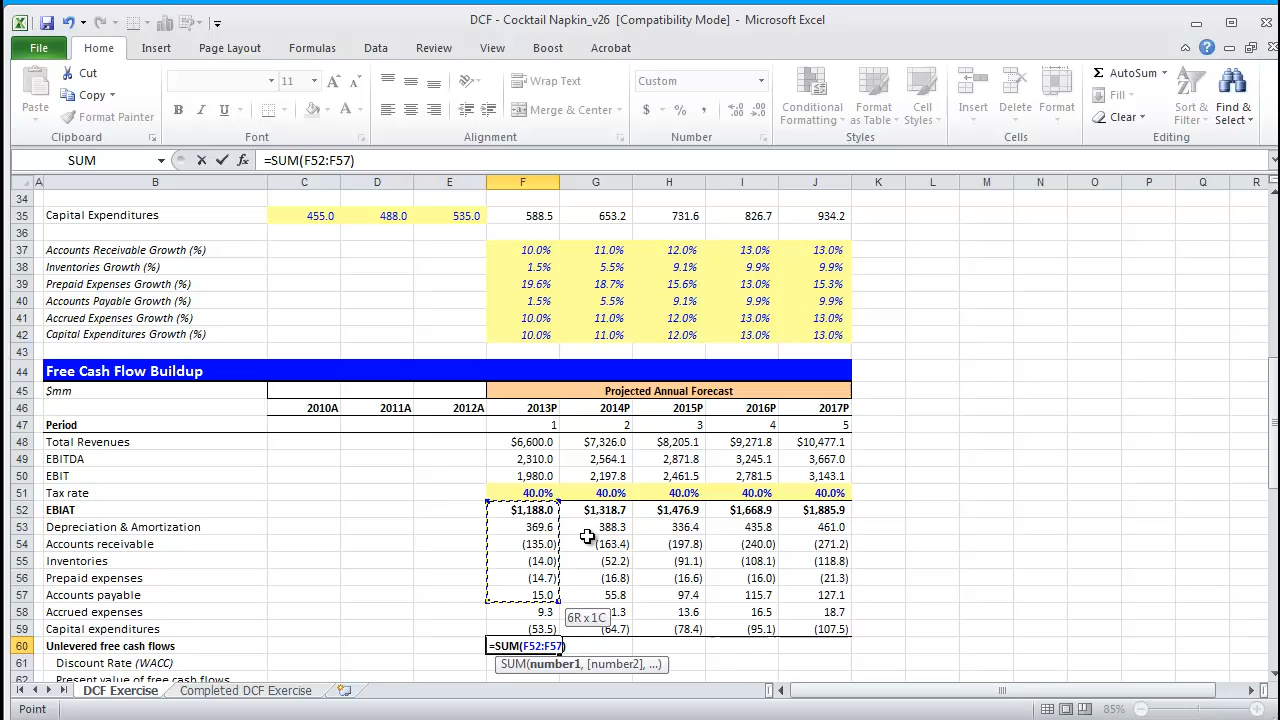 DCF - Cocktail Napkin_v26 [Compatibility Mode] - Microsoft Excel
File Home Insert Page Layout Formulas Data Review View Boost Acrobat
Paste Cut Copy Format Painter Clipboard
11 B I U Font
Wrap Text Merge & Center Alignment
Custom $ % , Number
Conditional Formatting Format as Table Cell Styles Styles
Insert Delete Format Cells
Σ AutoSum Fill Clear Sort & Filter Find & Select Editing
SUM fx =SUM(F52:F57)
A B C D E F G H I J K L M N O P Q R
34
35 Capital Expenditures 455.0 488.0 535.0 588.5 653.2 731.6 826.7 934.2
36
37 Accounts Receivable Growth (%) 10.0% 11.0% 12.0% 13.0% 13.0%
38 Inventories Growth (%) 1.5% 5.5% 9.1% 9.9% 9.9%
39 Prepaid Expenses Growth (%) 19.6% 18.7% 15.6% 13.0% 15.3%
40 Accounts Payable Growth (%) 1.5% 5.5% 9.1% 9.9% 9.9%
41 Accrued Expenses Growth (%) 10.0% 11.0% 12.0% 13.0% 13.0%
42 Capital Expenditures Growth (%) 10.0% 11.0% 12.0% 13.0% 13.0%
43
44 Free Cash Flow Buildup
45 $mm Projected Annual Forecast
46 2010A 2011A 2012A 2013P 2014P 2015P 2016P 2017P
47 Period 1 2 3 4 5
48 Total Revenues $6,600.0 $7,326.0 $8,205.1 $9,271.8 $10,477.1
49 EBITDA 2,310.0 2,564.1 2,871.8 3,245.1 3,667.0
50 EBIT 1,980.0 2,197.8 2,461.5 2,781.5 3,143.1
51 Tax rate 40.0% 40.0% 40.0% 40.0% 40.0%
52 EBIAT $1,188.0 $1,318.7 $1,476.9 $1,668.9 $1,885.9
53 Depreciation & Amortization 369.6 388.3 336.4 435.8 461.0
54 Accounts receivable (135.0) (163.4) (197.8) (240.0) (271.2)
55 Inventories (14.0) (52.2) (91.1) (108.1) (118.8)
56 Prepaid expenses (14.7) (16.8) (16.6) (16.0) (21.3)
57 Accounts payable 15.0 55.8 97.4 115.7 127.1
58 Accrued expenses 9.3 1.3 13.6 16.5 18.7
59 Capital expenditures (53.5) (64.7) (78.4) (95.1) (107.5)
6R x 1C
60 Unlevered free cash flows =SUM(F52:F57)
61 Discount Rate (WACC) SUM(number1, [number2], ...)
62 Present value of free cash flows
DCF Exercise Completed DCF Exercise
Point 85%